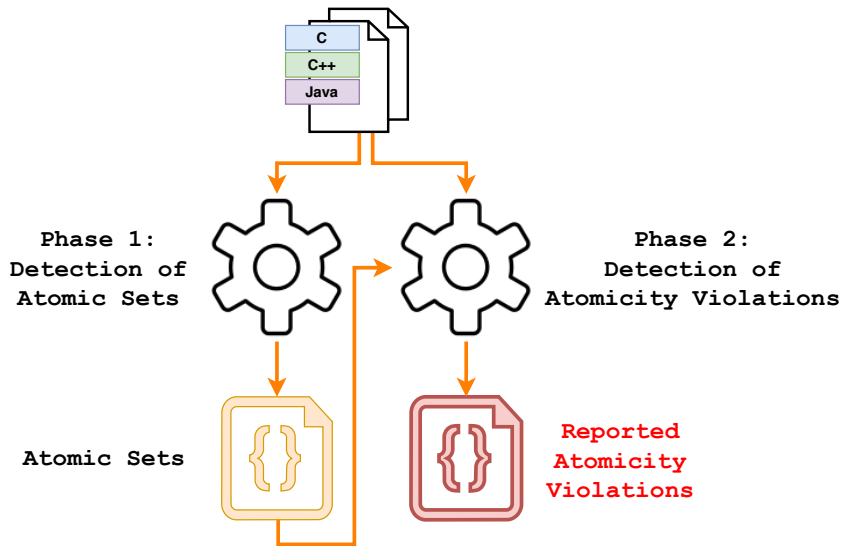 C
C++
Java
Phase 1:
Detection of
Atomic Sets
Phase 2:
Detection of
Atomicity Violations
Atomic Sets
{}
{}
Reported
Atomicity
Violations